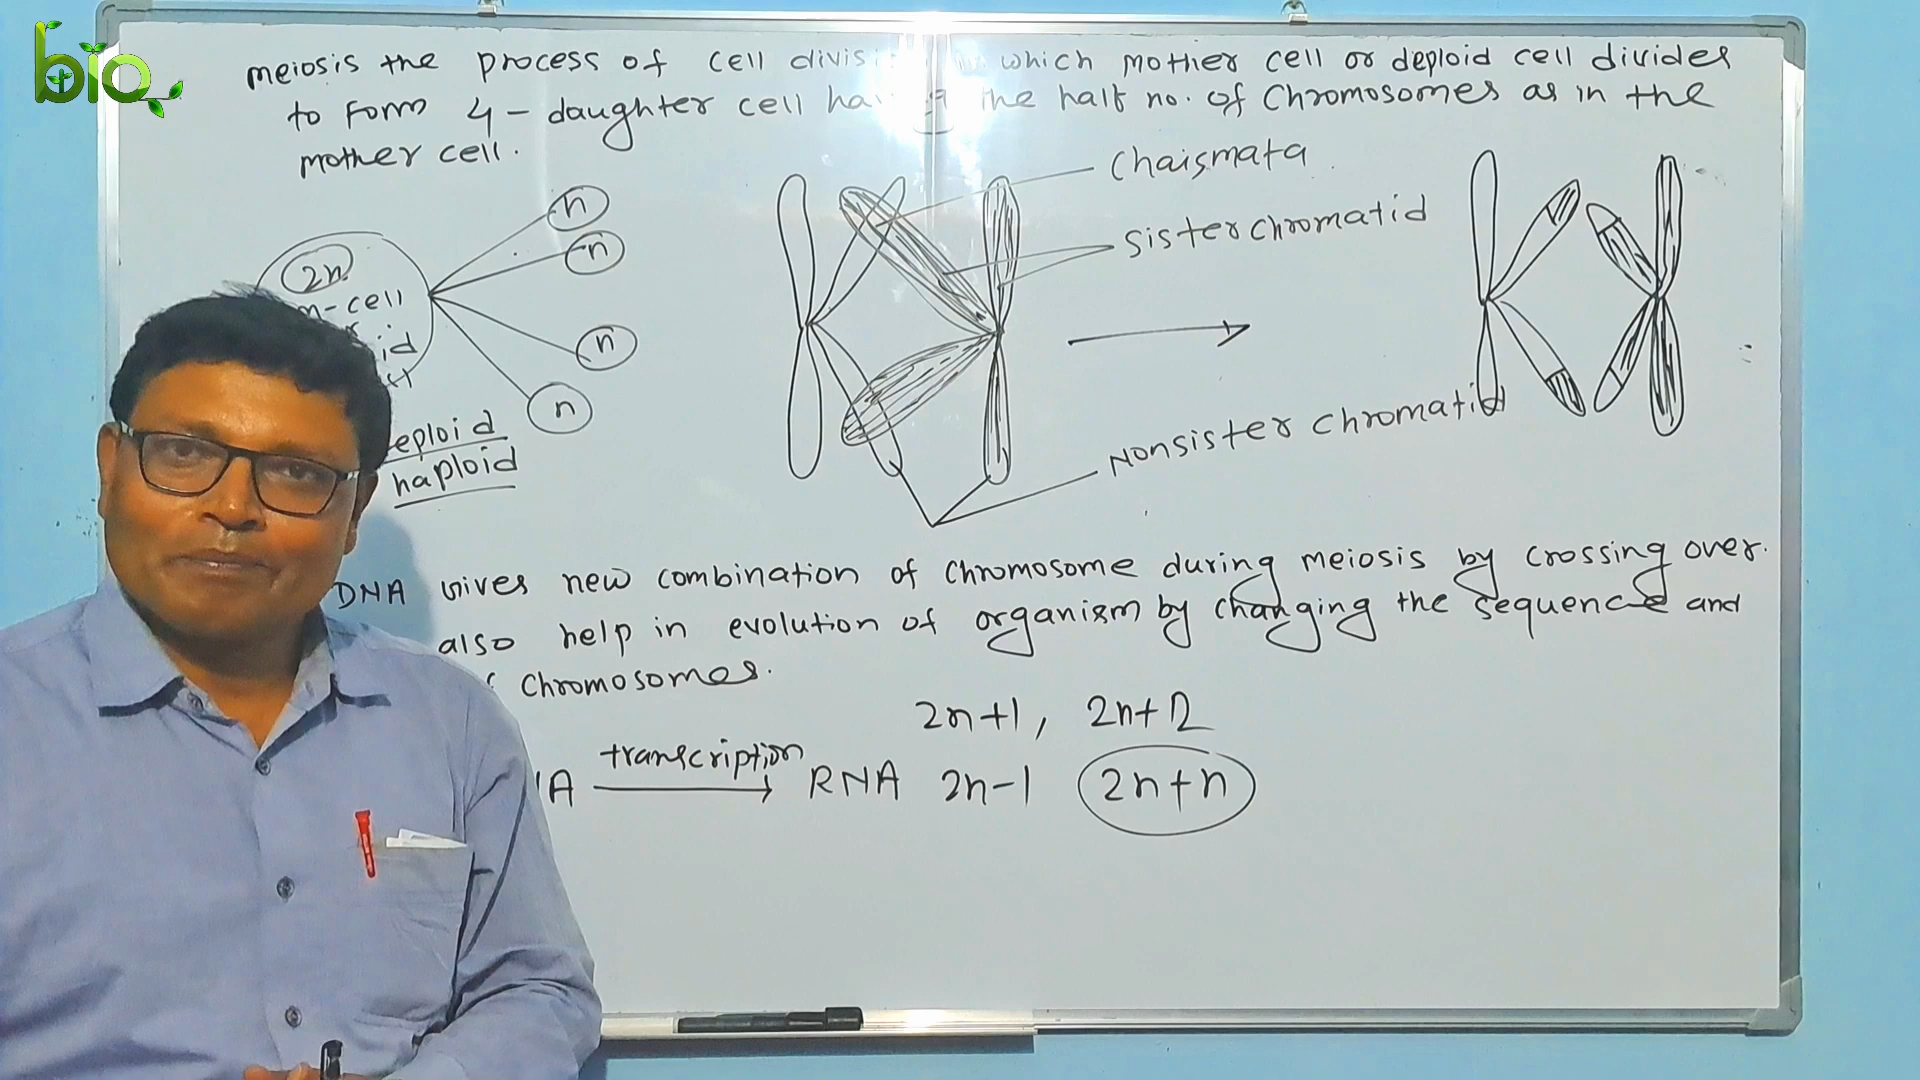 bio
meiosis the process of cell divisi which mother cell or deploid cell divides
to form 4 - daughter cell ha the half no. of chromosomes as in the
mother cell.
n
n
2n
n-cell
n
n
eploid
haploid
Chaismata
sister chromatid
Nonsister chromatid
DNA gives new combination of chromosome during meiosis by crossing over.
also help in evolution of organism by changing the sequence and
chromosomes.
2n+1, 2n+2
A transcription RNA 2n-1 2n+n